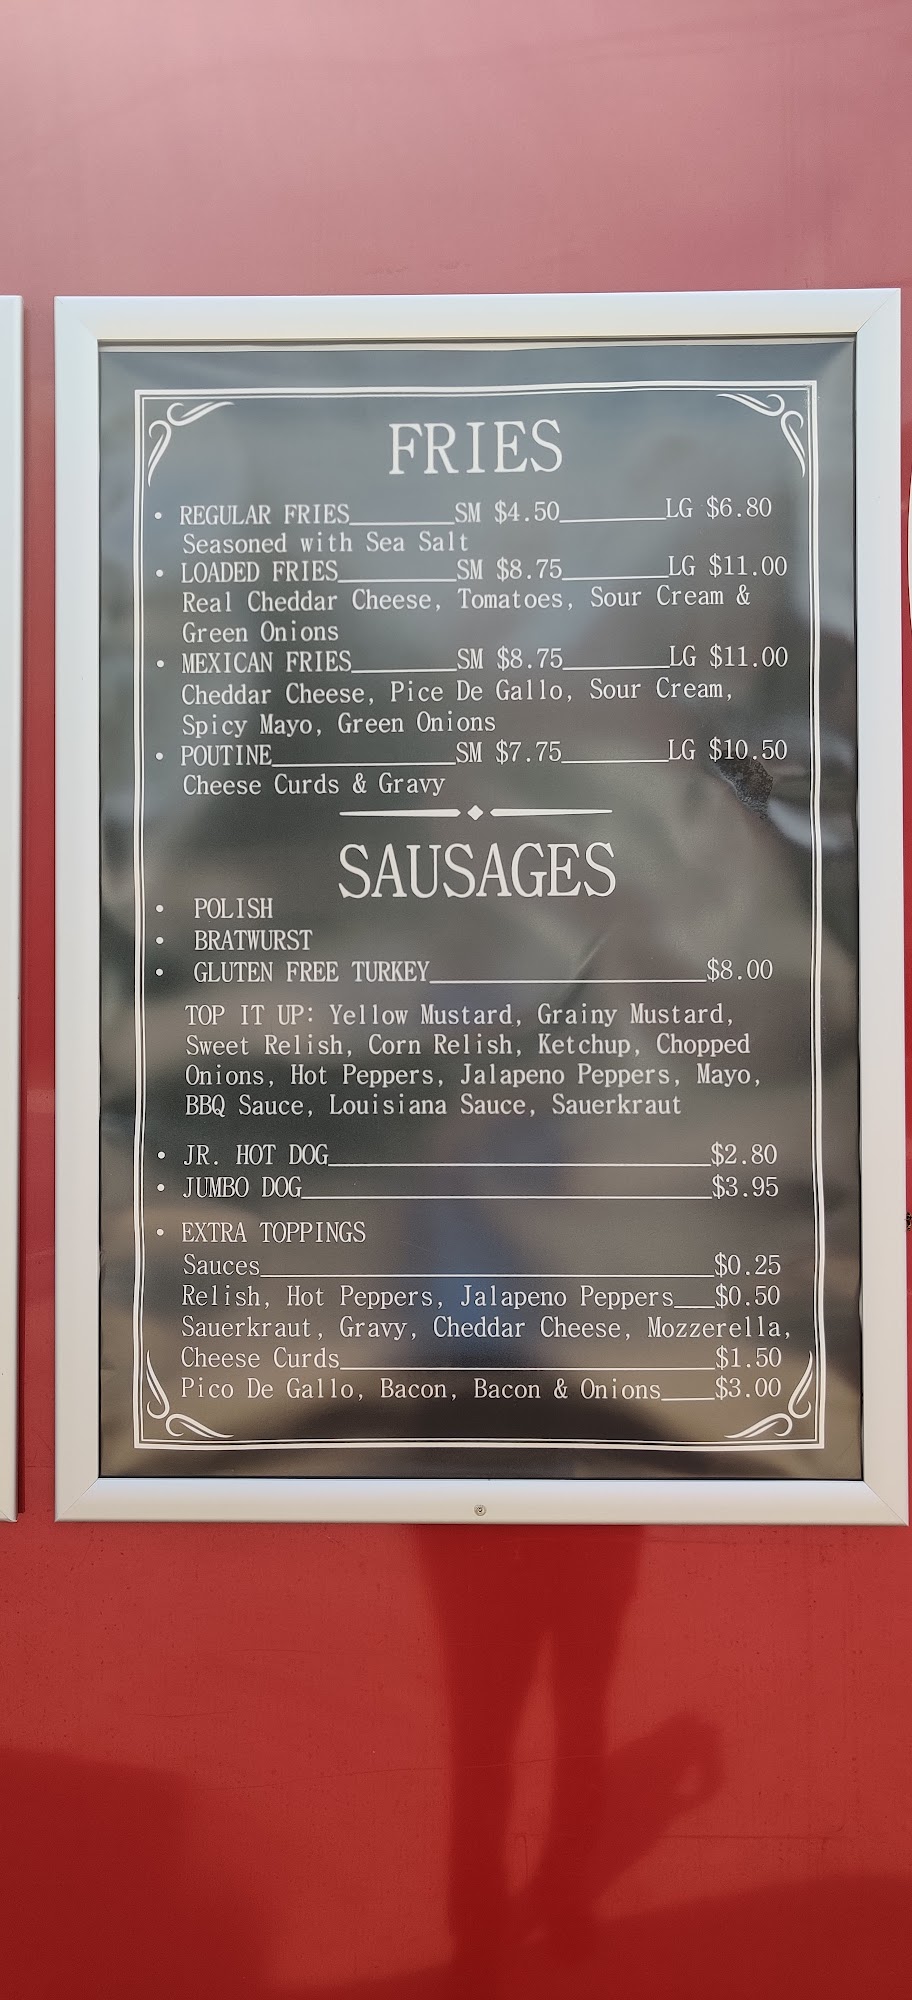 FRIES
• REGULAR FRIES________SM $4.50________LG $6.80
Seasoned with Sea Salt
• LOADED FRIES_________SM $8.75________LG $11.00
Real Cheddar Cheese, Tomatoes, Sour Cream &
Green Onions
• MEXICAN FRIES________SM $8.75________LG $11.00
Cheddar Cheese, Pice De Gallo, Sour Cream,
Spicy Mayo, Green Onions
• POUTINE______________SM $7.75________LG $10.50
Cheese Curds & Gravy
SAUSAGES
• POLISH
• BRATWURST
• GLUTEN FREE TURKEY_____________________$8.00
TOP IT UP: Yellow Mustard, Grainy Mustard,
Sweet Relish, Corn Relish, Ketchup, Chopped
Onions, Hot Peppers, Jalapeno Peppers, Mayo,
BBQ Sauce, Louisiana Sauce, Sauerkraut
• JR. HOT DOG_____________________________$2.80
• JUMBO DOG_______________________________$3.95
• EXTRA TOPPINGS
Sauces___________________________________$0.25
Relish, Hot Peppers, Jalapeno Peppers___$0.50
Sauerkraut, Gravy, Cheddar Cheese, Mozzerella,
Cheese Curds_____________________________$1.50
Pico De Gallo, Bacon, Bacon & Onions____$3.00